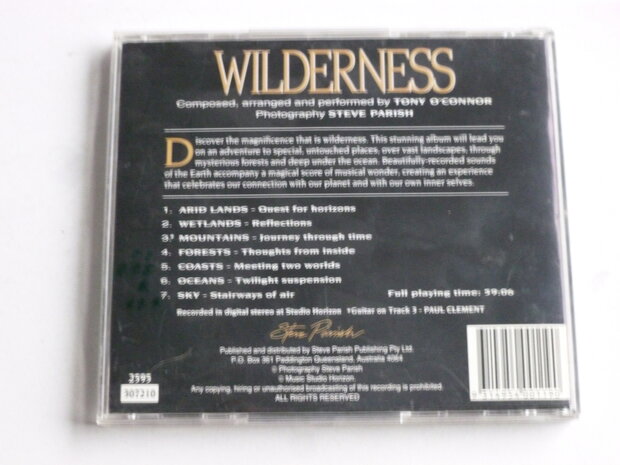 WILDERNESS
Composed, arranged and performed by TONY O'CONNOR
Photography STEVE PARISH
Discover the magnificence that is wilderness. This stunning album will lead you
on an adventure to special, untouched places, over vast landscapes, through
mysterious forests and deep under the ocean. Beautifully recorded sounds
of the Earth accompany a magical score of musical wonder, creating an experience
that celebrates our connection with our planet and with our own inner selves.
1. ARID LANDS - Quest for horizons
2. WETLANDS - Reflections
3.* MOUNTAINS - Journey through time
4. FORESTS - Thoughts from inside
5. COASTS - Meeting two worlds
6. OCEANS - Twilight suspension
7. SKY - Stairways of air Full playing time: 39.06
Recorded in digital stereo at Studio Horizon *Guitar on Track 3 - PAUL CLEMENT
Steve Parish
Published and distributed by Steve Parish Publishing Pty Ltd.
P.O. Box 361 Paddington Queensland, Australia 4064
© Photography Steve Parish
© Music Studio Horizon.
Any copying, hiring or unauthorised broadcasting of this recording is prohibited.
ALL RIGHTS RESERVED
307210